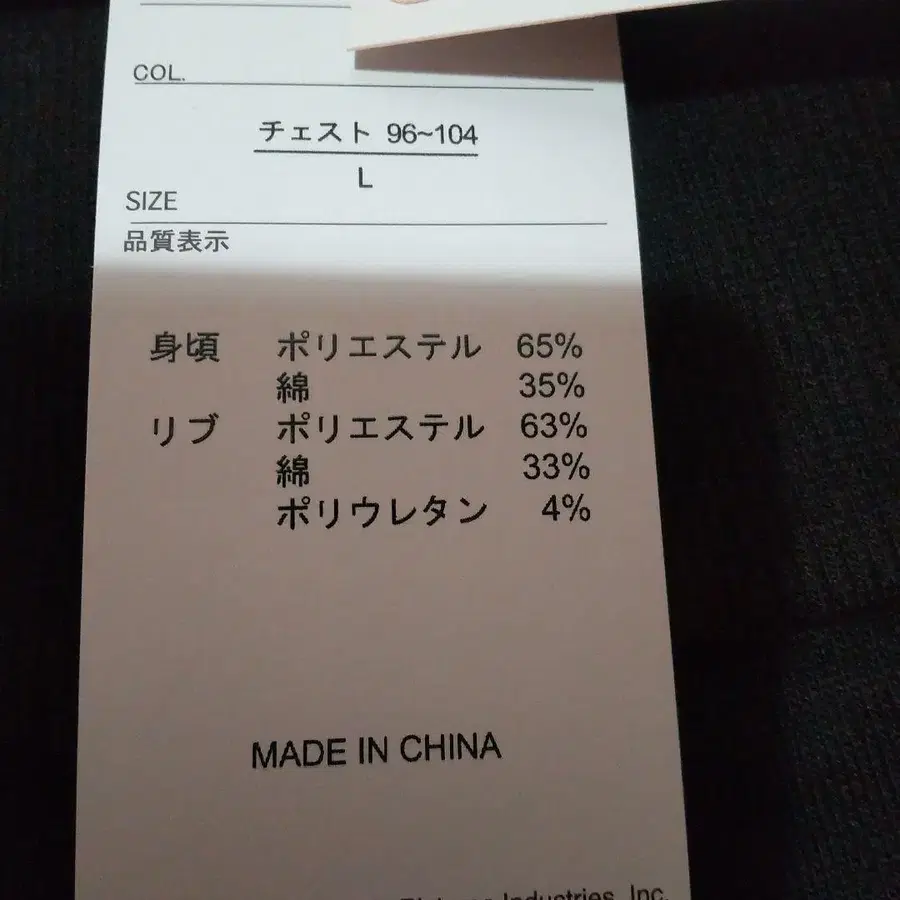 COL.
チェスト 96~104
L
SIZE
品質表示
身頃 ポリエステル 65%
綿 35%
リブ ポリエステル 63%
綿 33%
ポリウレタン 4%
MADE IN CHINA
Industries, Inc.